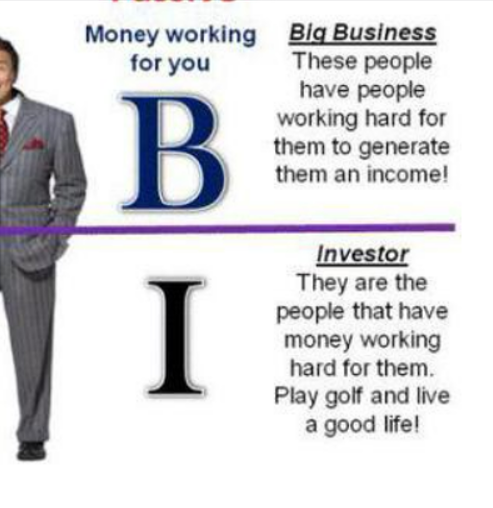 Money working
for you
B
Big Business
These people
have people
working hard for
them to generate
them an income!
I
Investor
They are the
people that have
money working
hard for them.
Play golf and live
a good life!